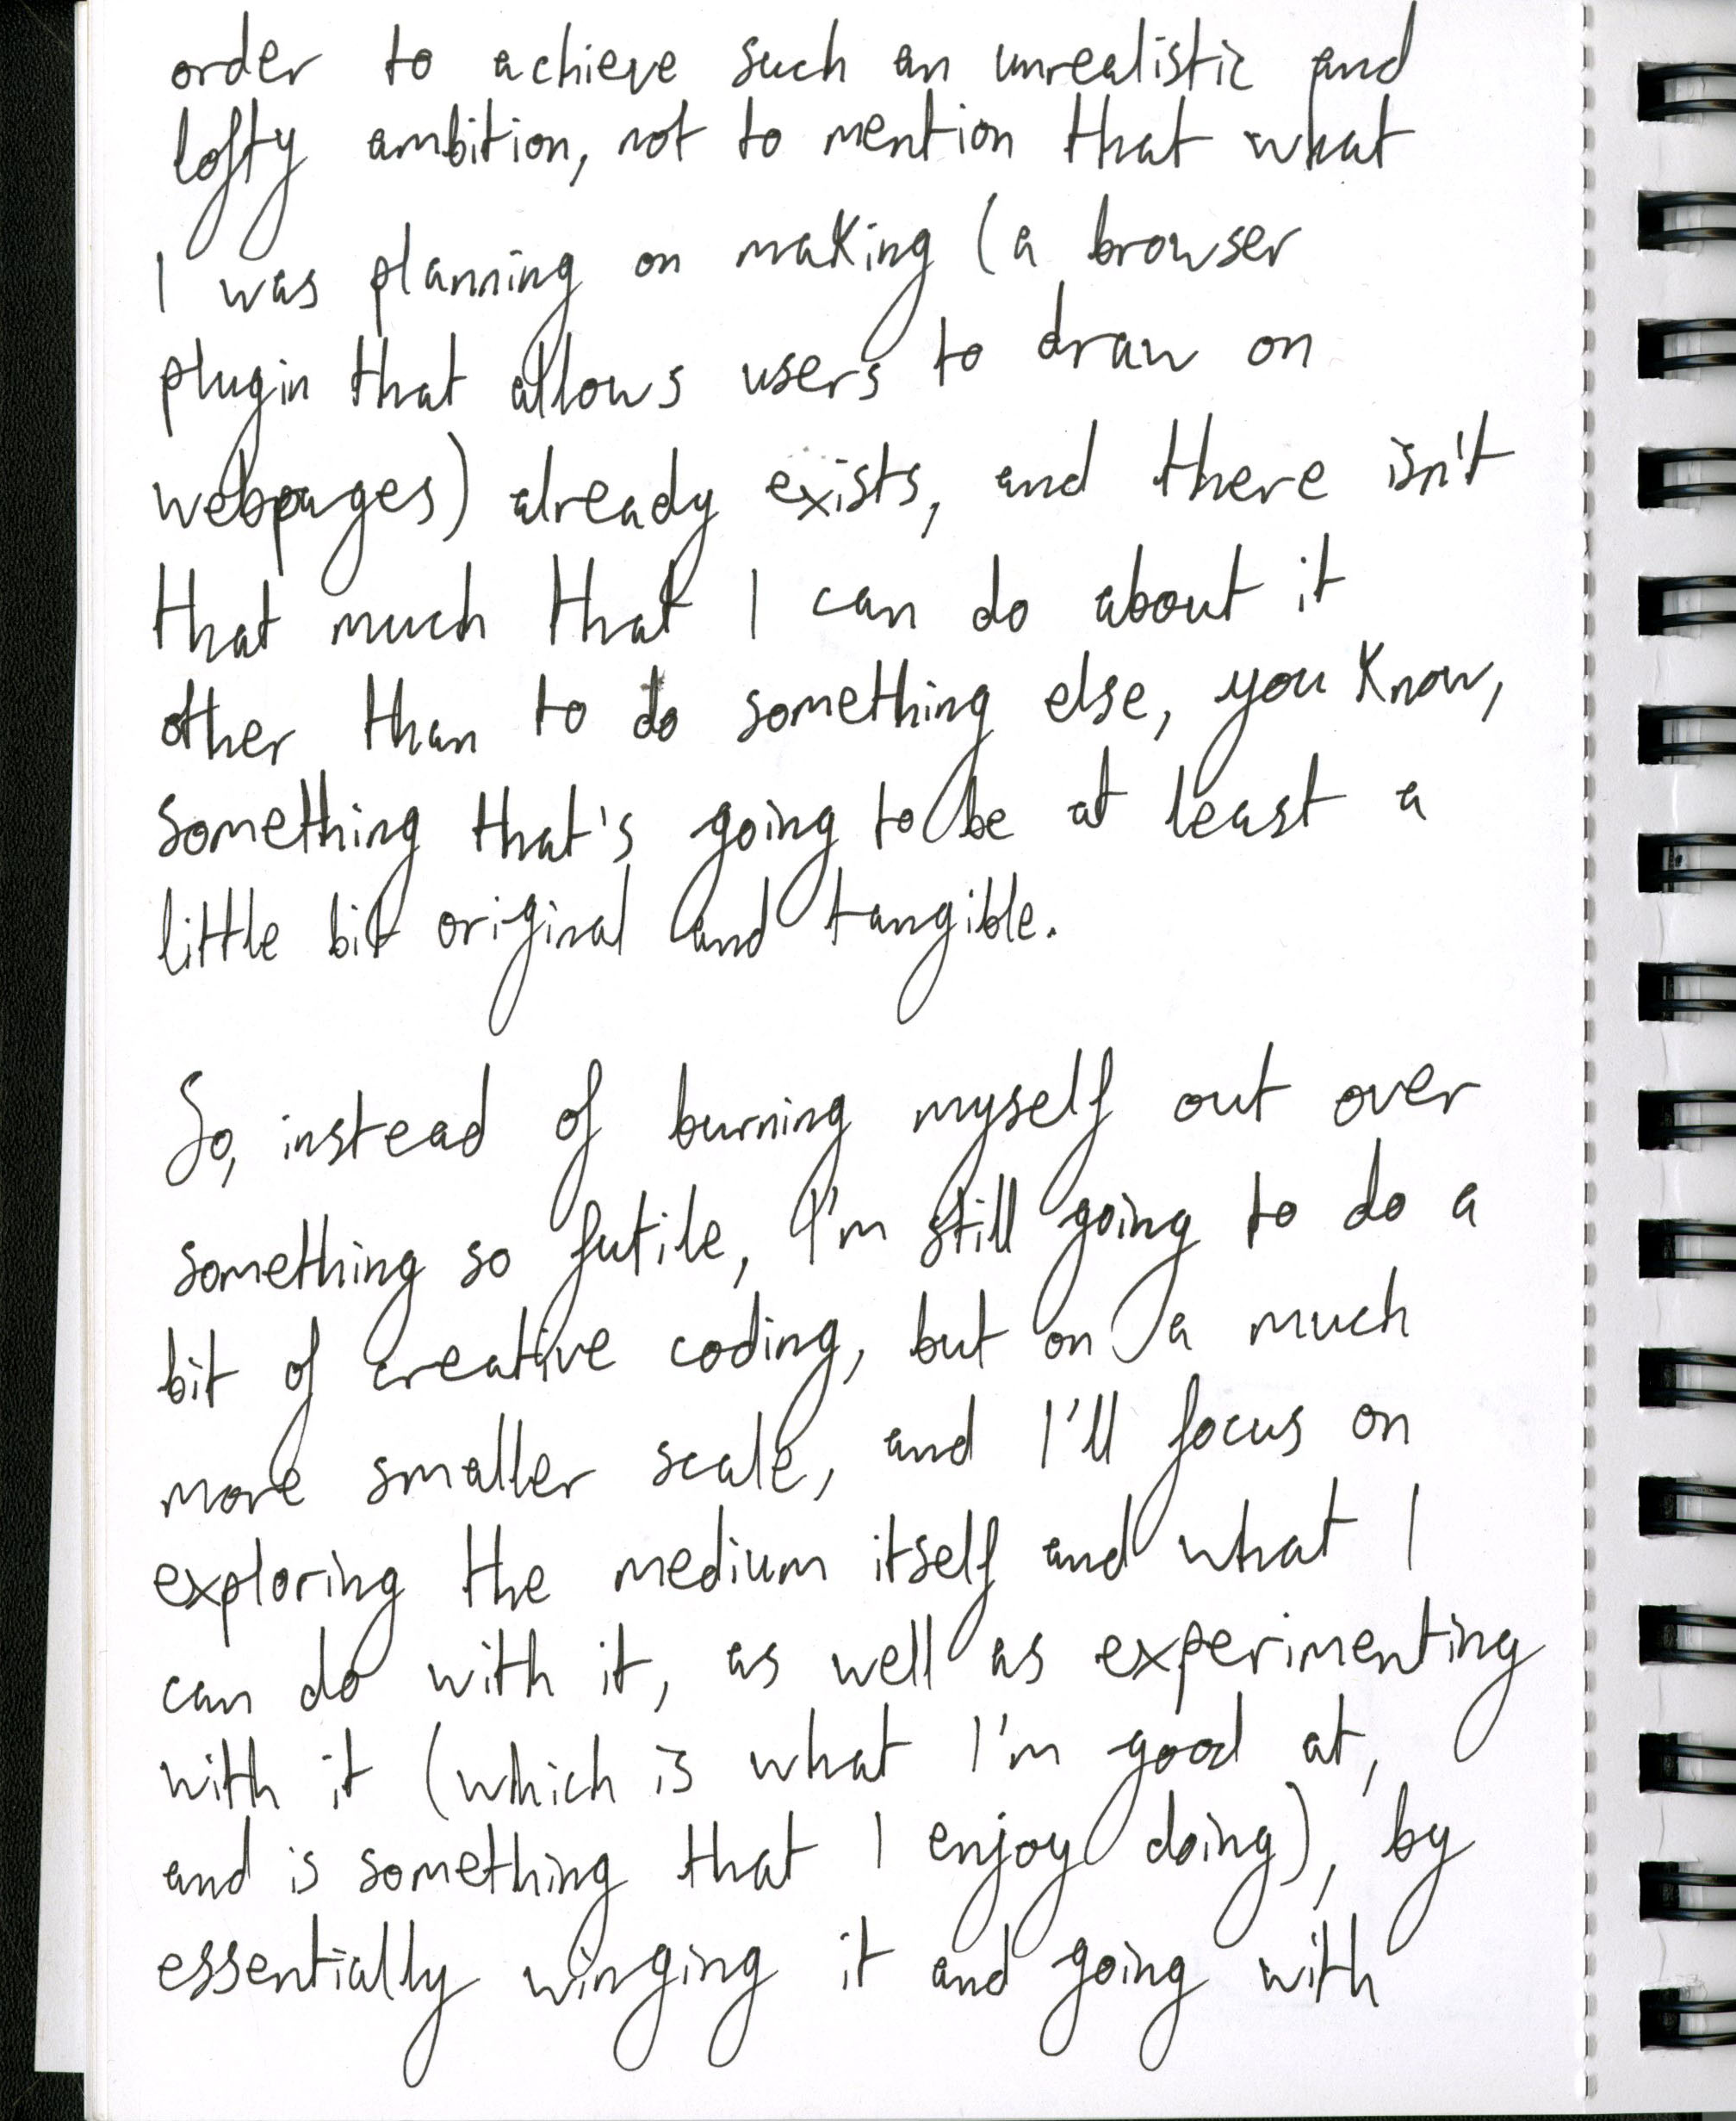 order to achieve such an unrealistic and
lofty ambition, not to mention that what
I was planning on making (a browser
plugin that allows users to draw on
webpages) already exists, and there isn't
that much that I can do about it
other than to do something else, you know,
something that's going to be at least a
little bit original and tangible.
So, instead of burning myself out over
something so futile, I'm still going to do a
bit of creative coding, but on a much
more smaller scale, and I'll focus on
exploring the medium itself and what I
can do with it, as well as experimenting
with it (which is what I'm good at,
and is something that I enjoy doing), by
essentially winging it and going with